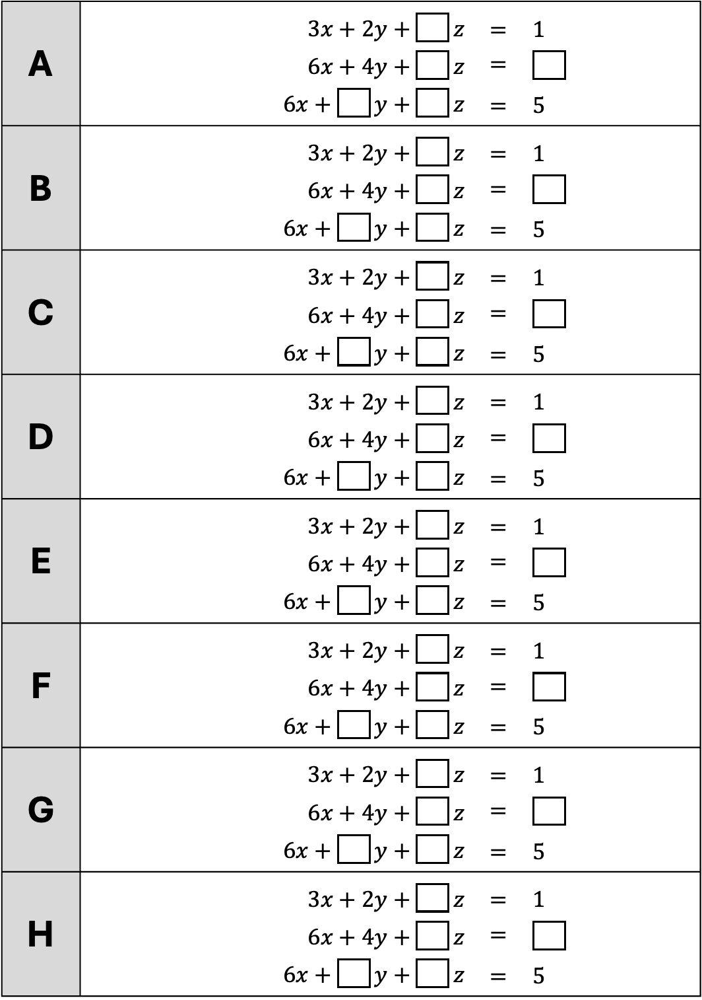 A
3x + 2y + □ z = 1
6x + 4y + □ z = □
6x + □ y + □ z = 5
B
3x + 2y + □ z = 1
6x + 4y + □ z = □
6x + □ y + □ z = 5
C
3x + 2y + □ z = 1
6x + 4y + □ z = □
6x + □ y + □ z = 5
D
3x + 2y + □ z = 1
6x + 4y + □ z = □
6x + □ y + □ z = 5
E
3x + 2y + □ z = 1
6x + 4y + □ z = □
6x + □ y + □ z = 5
F
3x + 2y + □ z = 1
6x + 4y + □ z = □
6x + □ y + □ z = 5
G
3x + 2y + □ z = 1
6x + 4y + □ z = □
6x + □ y + □ z = 5
H
3x + 2y + □ z = 1
6x + 4y + □ z = □
6x + □ y + □ z = 5